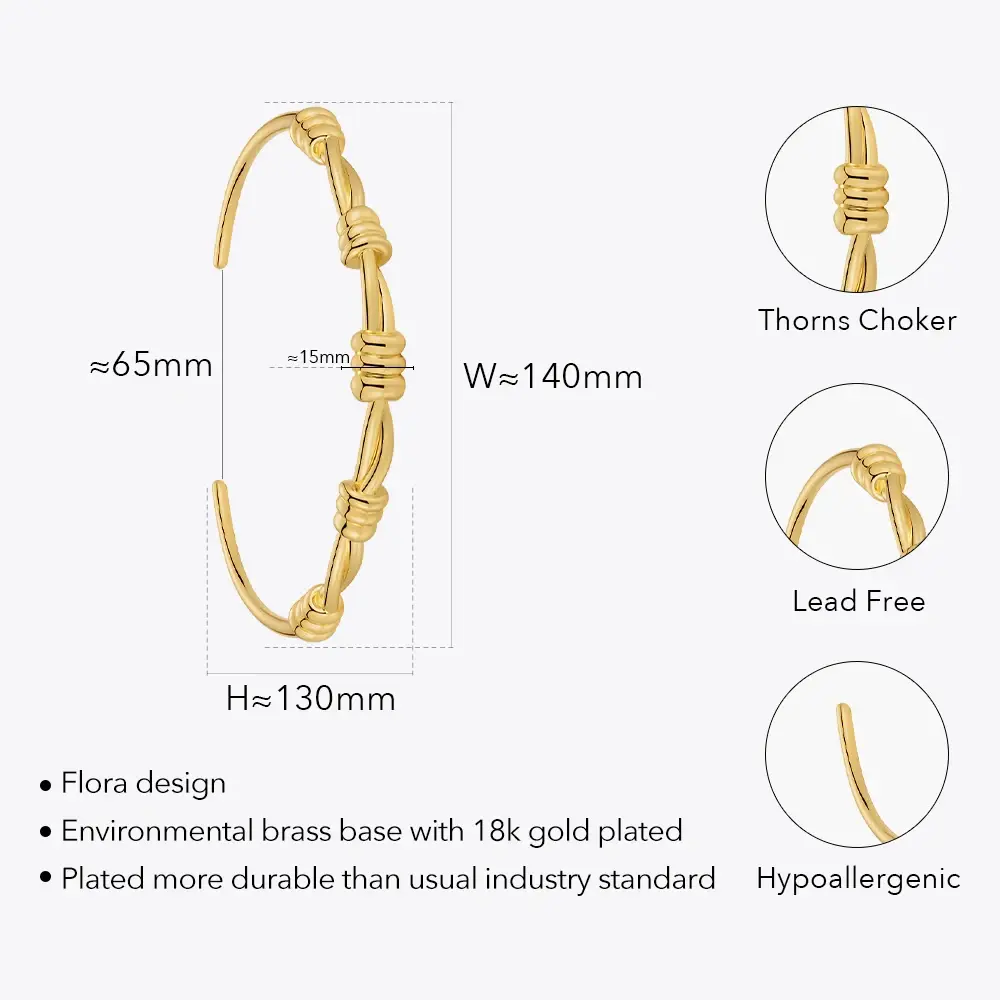 ≈65mm
≈15mm
W≈140mm
H≈130mm
Thorns Choker
Lead Free
Hypoallergenic
• Flora design
• Environmental brass base with 18k gold plated
• Plated more durable than usual industry standard